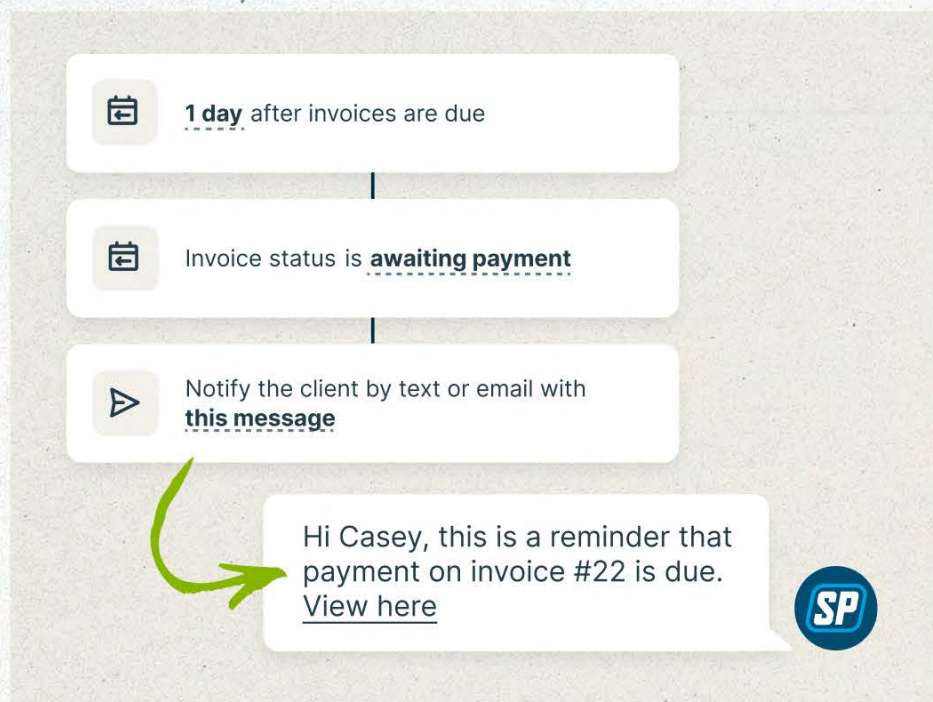 1 day after invoices are due
Invoice status is awaiting payment
Notify the client by text or email with
this message
Hi Casey, this is a reminder that
payment on invoice #22 is due.
View here
SP